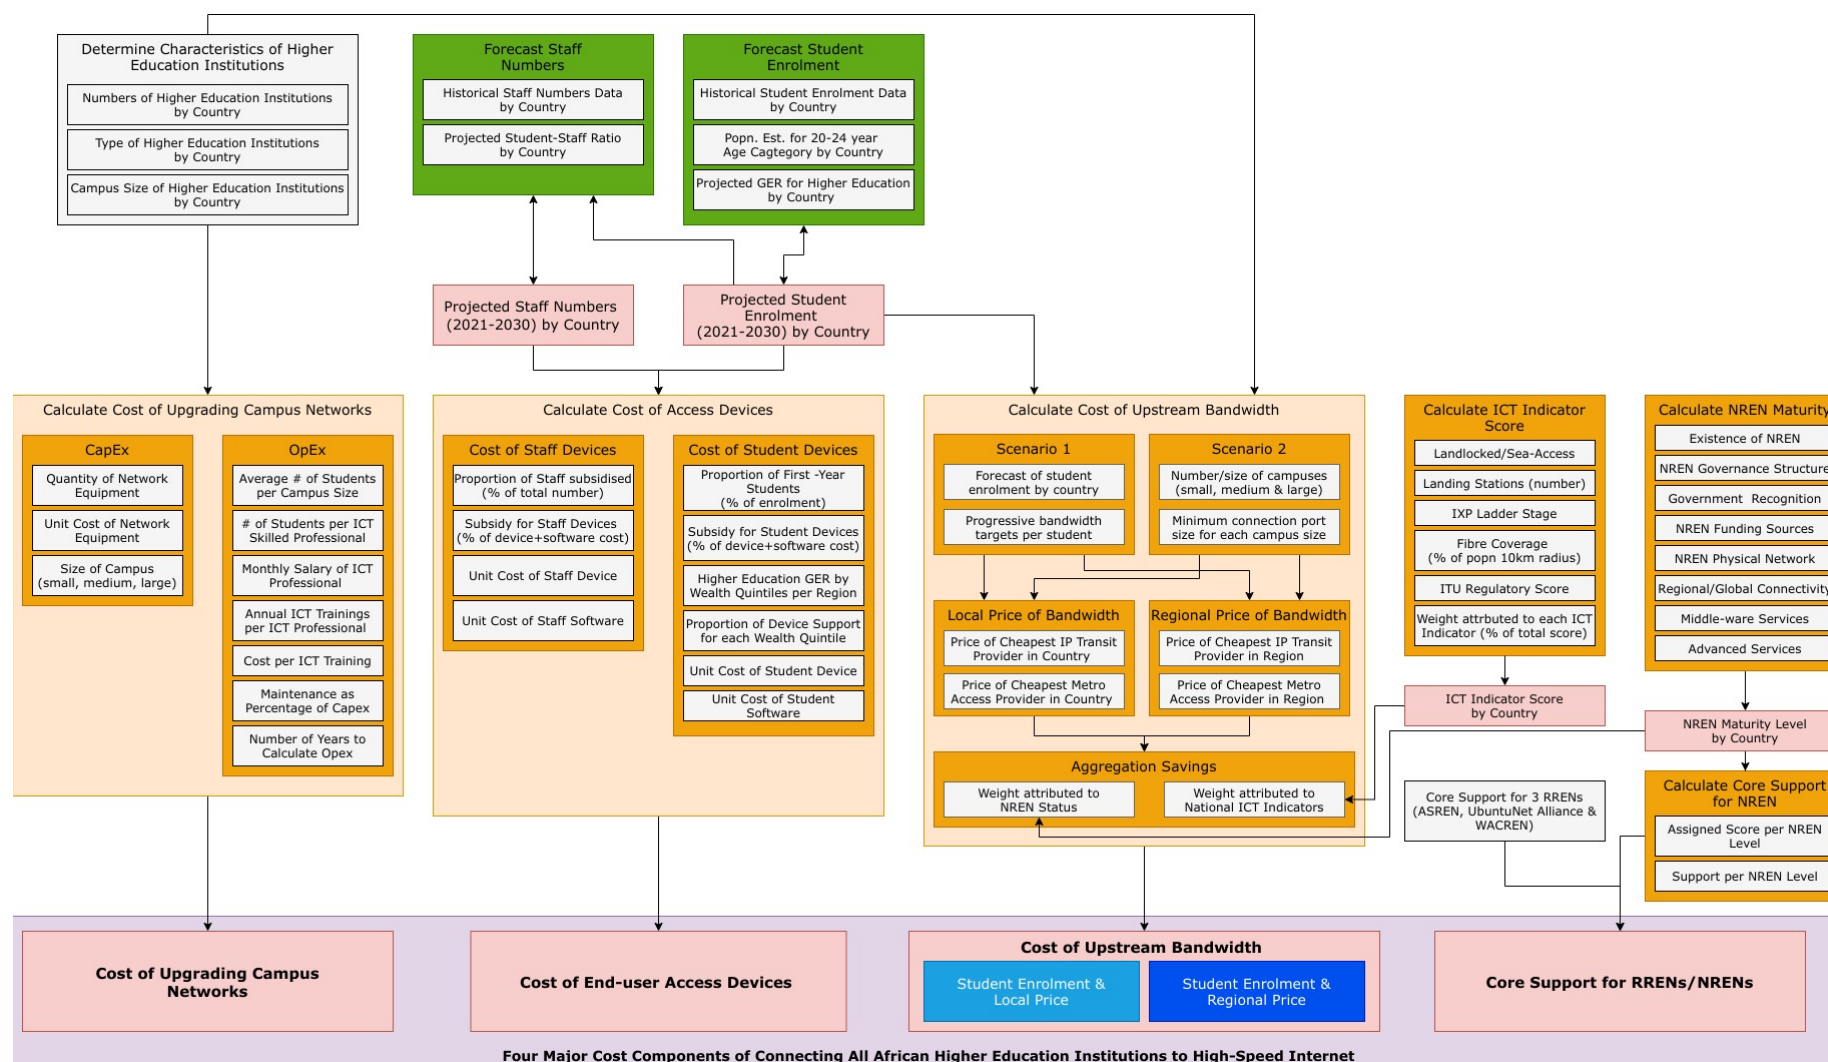 Determine Characteristics of Higher
Education Institutions
Numbers of Higher Education Institutions
by Country
Type of Higher Education Institutions
by Country
Campus Size of Higher Education Institutions
by Country
Forecast Staff
Numbers
Historical Staff Numbers Data
by Country
Projected Student-Staff Ratio
by Country
Forecast Student
Enrolment
Historical Student Enrolment Data
by Country
Popn. Est. for 20-24 year
Age Cagtegory by Country
Projected GER for Higher Education
by Country
Projected Staff Numbers
(2021-2030) by Country
Projected Student
Enrolment
(2021-2030) by Country
Calculate Cost of Upgrading Campus Networks
CapEx
Quantity of Network
Equipment
Unit Cost of Network
Equipment
Size of Campus
(small, medium, large)
OpEx
Average # of Students
per Campus Size
# of Students per ICT
Skilled Professional
Monthly Salary of ICT
Professional
Annual ICT Trainings
per ICT Professional
Cost per ICT Training
Maintenance as
Percentage of Capex
Number of Years to
Calculate Opex
Calculate Cost of Access Devices
Cost of Staff Devices
Proportion of Staff subsidised
(% of total number)
Subsidy for Staff Devices
(% of device+software cost)
Unit Cost of Staff Device
Unit Cost of Staff Software
Cost of Student Devices
Proportion of First -Year
Students
(% of enrolment)
Subsidy for Student Devices
(% of device+software cost)
Higher Education GER by
Wealth Quintiles per Region
Proportion of Device Support
for each Wealth Quintile
Unit Cost of Student Device
Unit Cost of Student
Software
Calculate Cost of Upstream Bandwidth
Scenario 1
Forecast of student
enrolment by country
Progressive bandwidth
targets per student
Scenario 2
Number/size of campuses
(small, medium & large)
Minimum connection port
size for each campus size
Local Price of Bandwidth
Price of Cheapest IP Transit
Provider in Country
Price of Cheapest Metro
Access Provider in Country
Regional Price of Bandwidth
Price of Cheapest IP Transit
Provider in Region
Price of Cheapest Metro
Access Provider in Region
Aggregation Savings
Weight attributed to
NREN Status
Weight attributed to
National ICT Indicators
Calculate ICT Indicator
Score
Landlocked/Sea-Access
Landing Stations (number)
IXP Ladder Stage
Fibre Coverage
(% of popn 10km radius)
ITU Regulatory Score
Weight attrbuted to each ICT
Indicator (% of total score)
ICT Indicator Score
by Country
Calculate NREN Maturity
Existence of NREN
NREN Governance Structure
Government  Recognition
NREN Funding Sources
NREN Physical Network
Regional/Global Connectivity
Middle-ware Services
Advanced Services
NREN Maturity Level
by Country
Core Support for 3 RRENs
(ASREN, UbuntuNet Alliance &
WACREN)
Calculate Core Support
for NREN
Assigned Score per NREN
Level
Support per NREN Level
Cost of Upgrading Campus
Networks
Cost of End-user Access Devices
Cost of Upstream Bandwidth
Student Enrolment &
Local Price
Student Enrolment &
Regional Price
Core Support for RRENs/NRENs
Four Major Cost Components of Connecting All African Higher Education Institutions to High-Speed Internet